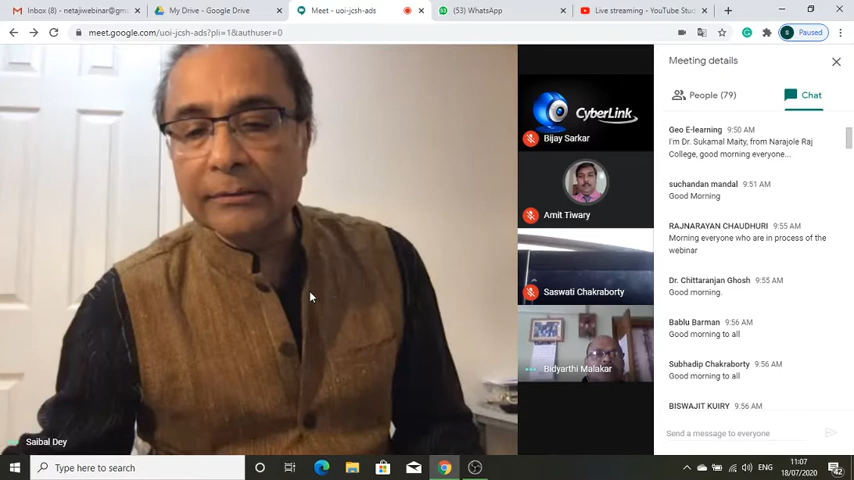 Inbox (8) - netajiwebinar@gm
My Drive - Google Drive
Meet - uoi-jcsh-ads
(53) WhatsApp
Live streaming - YouTube Stud
meet.google.com/uoi-jcsh-ads?pli=1&authuser=0
S
Paused
Meeting details
People (79)
Chat
Geo E-learning 9:50 AM
I'm Dr. Sukamal Maity, from Narajole Raj
College, good morning everyone...
suchandan mandal 9:51 AM
Good Morning
RAJNARAYAN CHAUDHURI 9:55 AM
Morning everyone who are in process of the
webinar
Dr. Chittaranjan Ghosh 9:55 AM
Good morning.
Bablu Barman 9:56 AM
Good morning to all
Subhadip Chakraborty 9:56 AM
Good morning to all
BISWAJIT KUIRY 9:56 AM
Send a message to everyone
CyberLink
Bijay Sarkar
Amit Tiwary
Saswati Chakraborty
Bidyarthi Malakar
Saibal Dey
Type here to search
ENG
11:07
18/07/2020
42